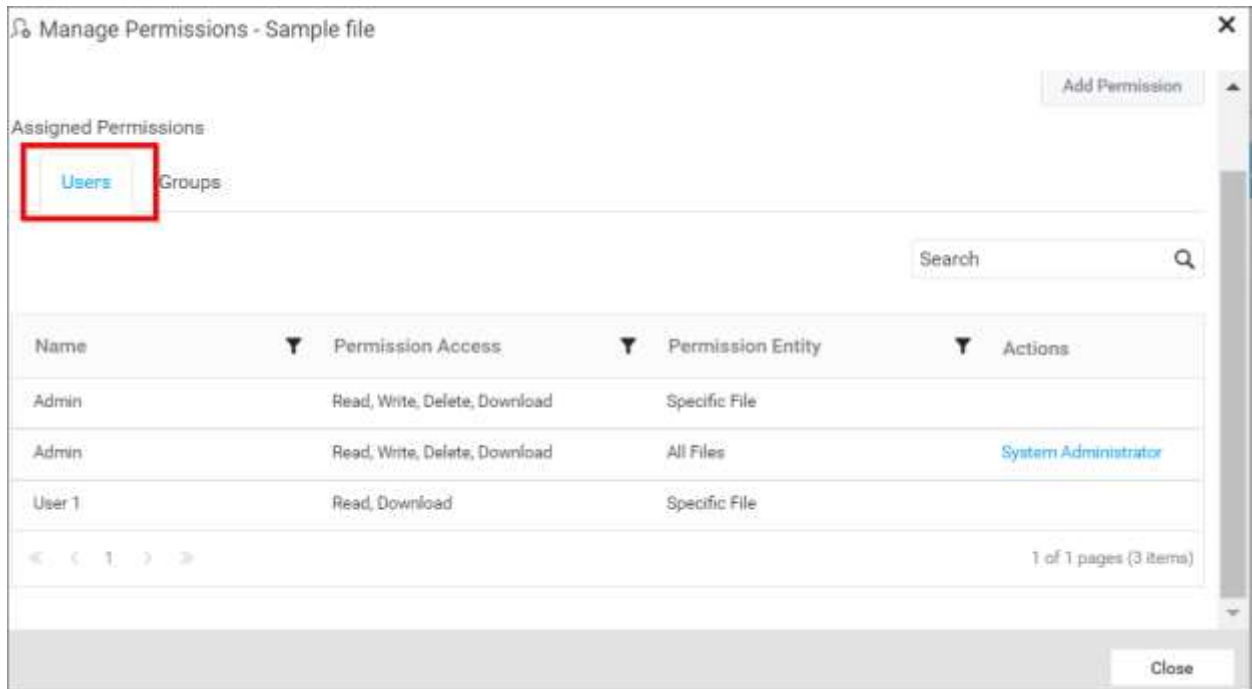 Manage Permissions - Sample file
Add Permission
Assigned Permissions
Users Groups
Search
Name Permission Access Permission Entity Actions
Admin Read, Write, Delete, Download Specific File
Admin Read, Write, Delete, Download All Files System Administrator
User 1 Read, Download Specific File
1 1 of 1 pages (3 items)
Close